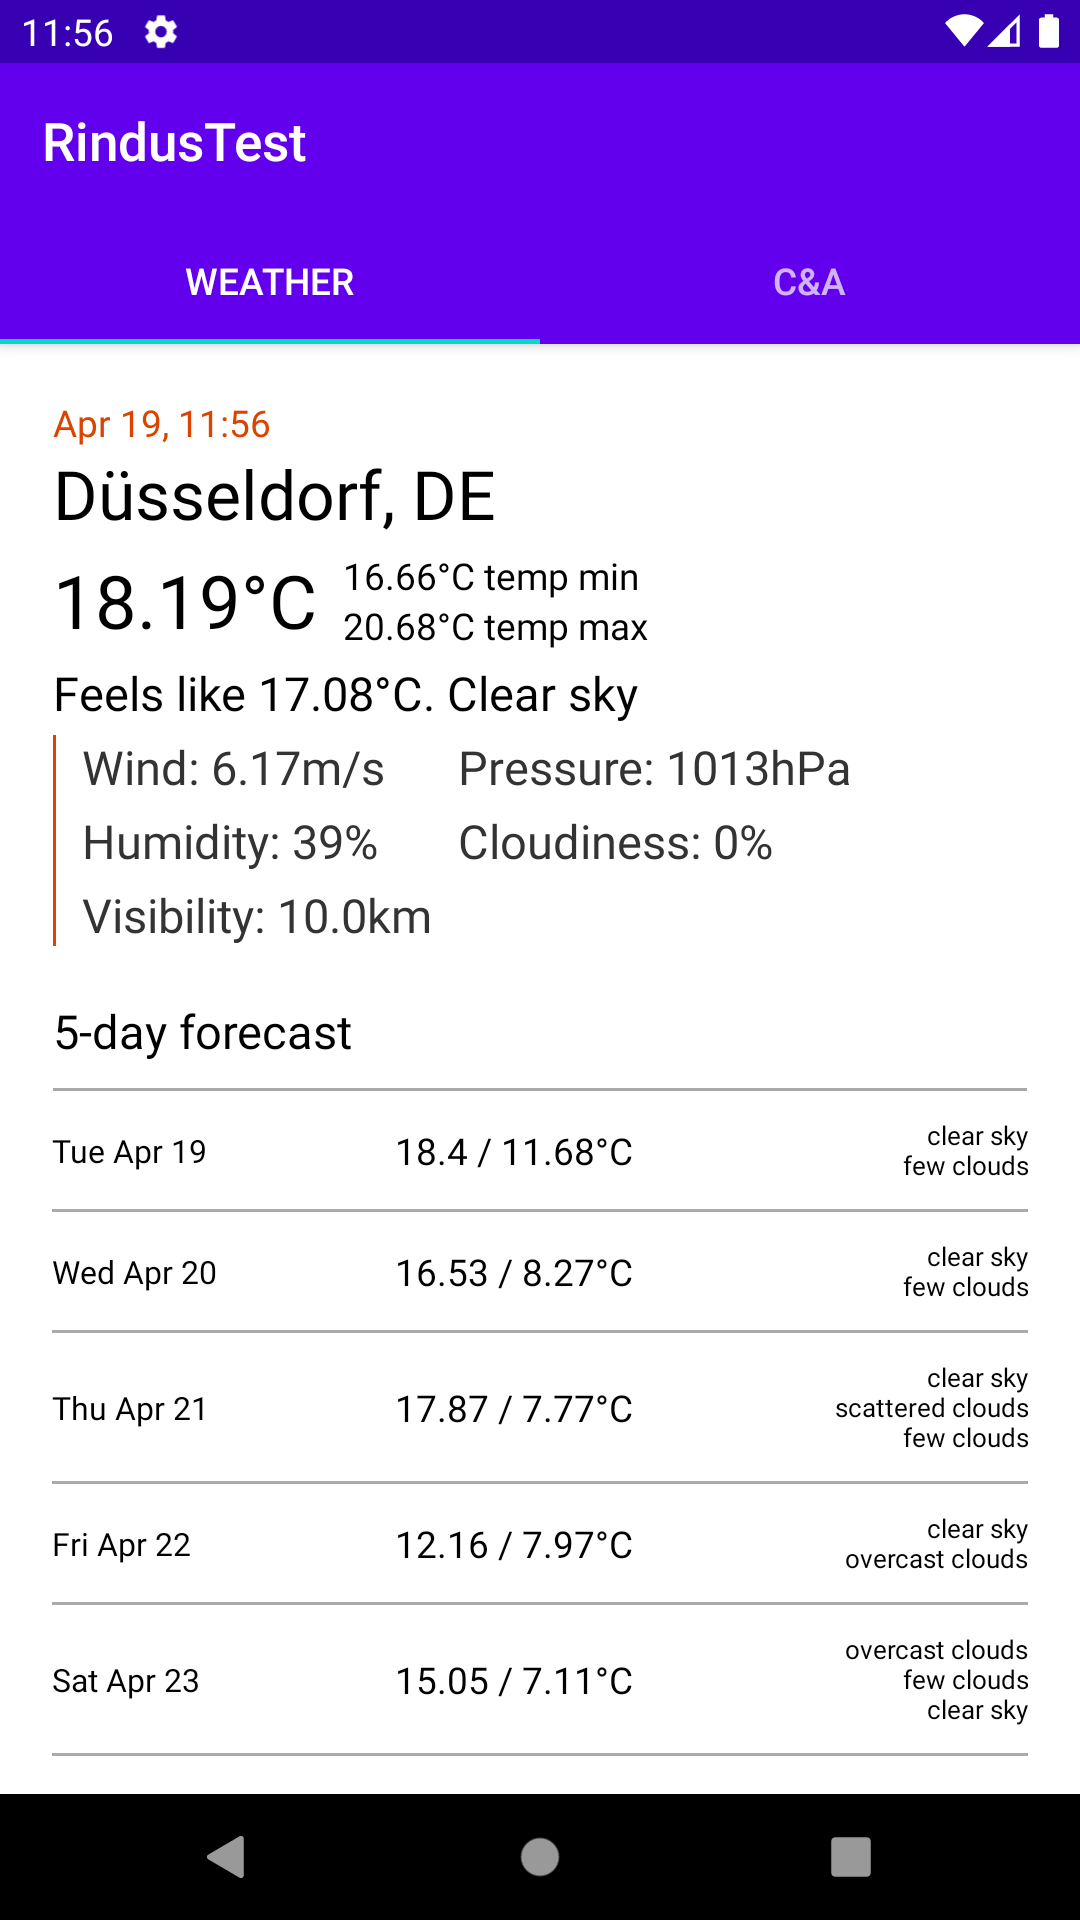 11:56
RindusTest
WEATHER C&A
Apr 19, 11:56
Düsseldorf, DE
18.19°C
16.66°C temp min
20.68°C temp max
Feels like 17.08°C. Clear sky
Wind: 6.17m/s Pressure: 1013hPa
Humidity: 39% Cloudiness: 0%
Visibility: 10.0km
5-day forecast
Tue Apr 19 18.4 / 11.68°C clear sky
few clouds
Wed Apr 20 16.53 / 8.27°C clear sky
few clouds
Thu Apr 21 17.87 / 7.77°C clear sky
scattered clouds
few clouds
Fri Apr 22 12.16 / 7.97°C clear sky
overcast clouds
Sat Apr 23 15.05 / 7.11°C overcast clouds
few clouds
clear sky